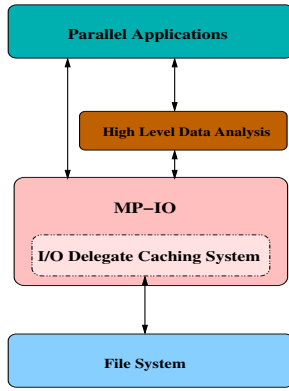 Parallel Applications
High Level Data Analysis
MP-IO
I/O Delegate Caching System
File System